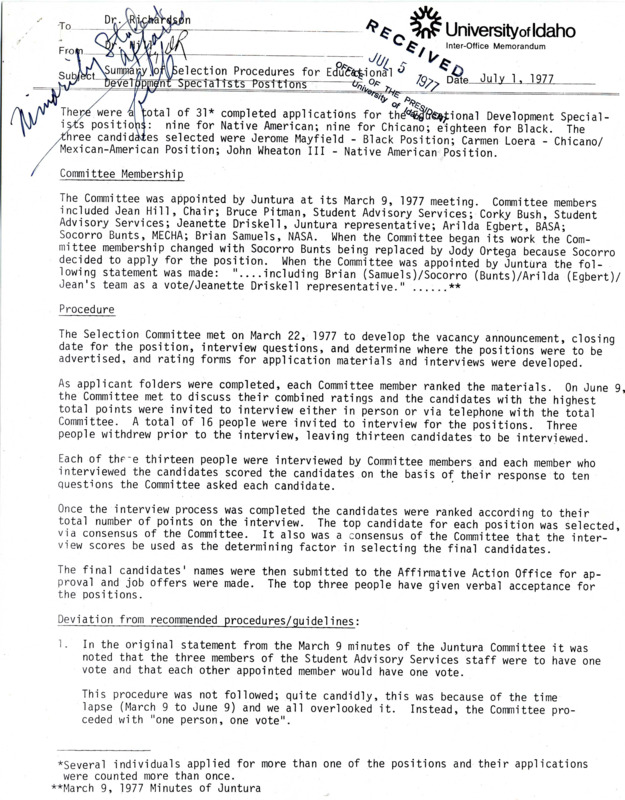 To Dr. Richardson
University of Idaho
Inter-Office Memorandum
From
RECEIVED
JUL 5 1977
OFFICE OF THE PRESIDENT
University of Idaho
Subject Summary of Selection Procedures for Educational
Development Specialists Positions
Date July 1, 1977
Minority Student
Affairs
There were a total of 31* completed applications for the Educational Development Special-
ists positions: nine for Native American; nine for Chicano; eighteen for Black. The
three candidates selected were Jerome Mayfield - Black Position; Carmen Loera - Chicano/
Mexican-American Position; John Wheaton III - Native American Position.
Committee Membership
The Committee was appointed by Juntura at its March 9, 1977 meeting. Committee members
included Jean Hill, Chair; Bruce Pitman, Student Advisory Services; Corky Bush, Student
Advisory Services; Jeanette Driskell, Juntura representative; Arilda Egbert, BASA;
Socorro Bunts, MECHA; Brian Samuels, NASA. When the Committee began its work the Com-
mittee membership changed with Socorro Bunts being replaced by Jody Ortega because Socorro
decided to apply for the position. When the Committee was appointed by Juntura the fol-
lowing statement was made: "....including Brian (Samuels)/Socorro (Bunts)/Arilda (Egbert)/
Jean's team as a vote/Jeanette Driskell representative." ......**
Procedure
The Selection Committee met on March 22, 1977 to develop the vacancy announcement, closing
date for the position, interview questions, and determine where the positions were to be
advertised, and rating forms for application materials and interviews were developed.
As applicant folders were completed, each Committee member ranked the materials. On June 9,
the Committee met to discuss their combined ratings and the candidates with the highest
total points were invited to interview either in person or via telephone with the total
Committee. A total of 16 people were invited to interview for the positions. Three
people withdrew prior to the interview, leaving thirteen candidates to be interviewed.
Each of these thirteen people were interviewed by Committee members and each member who
interviewed the candidates scored the candidates on the basis of their response to ten
questions the Committee asked each candidate.
Once the interview process was completed the candidates were ranked according to their
total number of points on the interview. The top candidate for each position was selected,
via consensus of the Committee. It also was a consensus of the Committee that the inter-
view scores be used as the determining factor in selecting the final candidates.
The final candidates' names were then submitted to the Affirmative Action Office for ap-
proval and job offers were made. The top three people have given verbal acceptance for
the positions.
Deviation from recommended procedures/guidelines:
1. In the original statement from the March 9 minutes of the Juntura Committee it was
noted that the three members of the Student Advisory Services staff were to have one
vote and that each other appointed member would have one vote.
This procedure was not followed; quite candidly, this was because of the time
lapse (March 9 to June 9) and we all overlooked it. Instead, the Committee pro-
ceded with "one person, one vote".
*Several individuals applied for more than one of the positions and their applications
were counted more than once.
**March 9, 1977 Minutes of Juntura